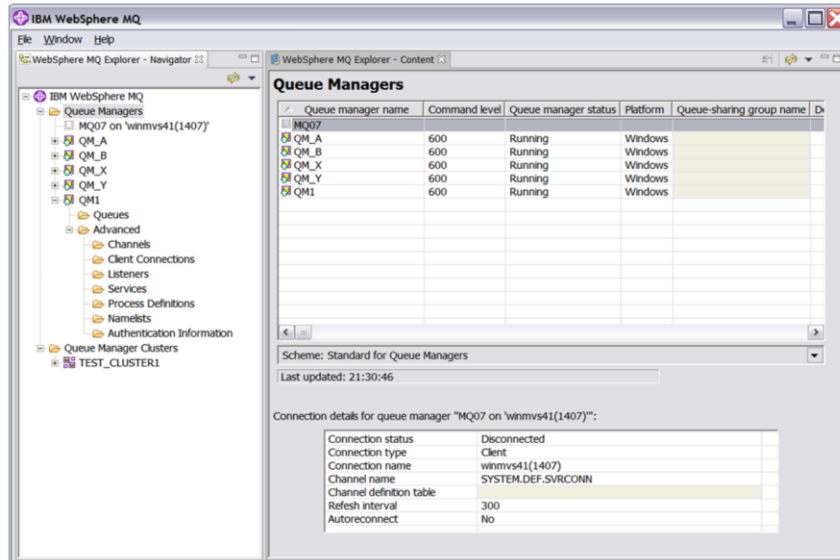 IBM WebSphere MQ
File Window Help
WebSphere MQ Explorer - Navigator
IBM WebSphere MQ
Queue Managers
MQ07 on 'winmvs41(1407)'
QM_A
QM_B
QM_X
QM_Y
QM1
Queues
Advanced
Channels
Client Connections
Listeners
Services
Process Definitions
Namelists
Authentication Information
Queue Manager Clusters
TEST_CLUSTER1
WebSphere MQ Explorer - Content
Queue Managers
Queue manager name Command level Queue manager status Platform Queue-sharing group name
MQ07
QM_A 600 Running Windows
QM_B 600 Running Windows
QM_X 600 Running Windows
QM_Y 600 Running Windows
QM1 600 Running Windows
Scheme: Standard for Queue Managers
Last updated: 21:30:46
Connection details for queue manager "MQ07 on 'winmvs41(1407)'":
Connection status Disconnected
Connection type Client
Connection name winmvs41(1407)
Channel name SYSTEM.DEF.SVRCONN
Channel definition table
Refesh interval 300
Autoreconnect No